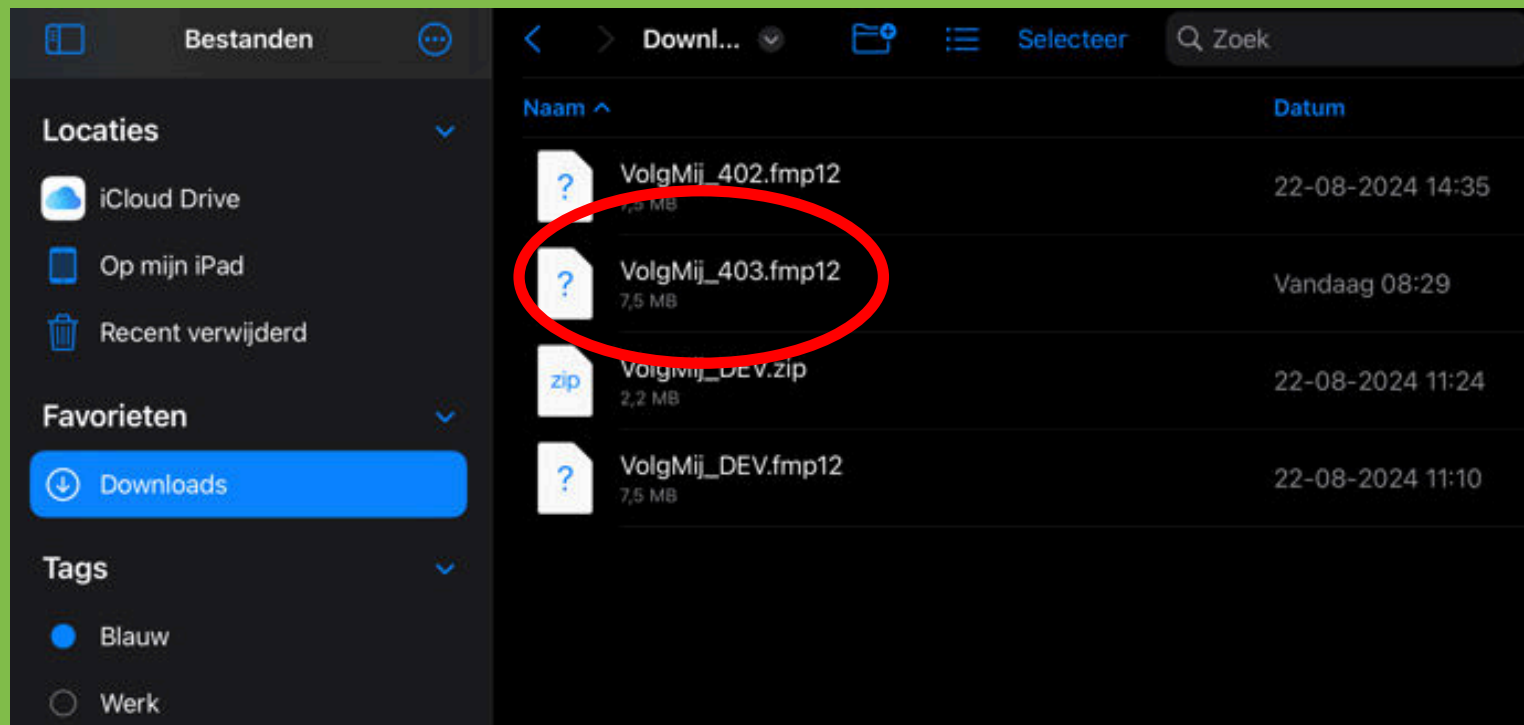 Bestanden
Downl...
Selecteer
Zoek
Locaties
iCloud Drive
Op mijn iPad
Recent verwijderd
Favorieten
Downloads
Tags
Blauw
Werk
Naam
Datum
?
VolgMij_402.fmp12
7,5 MB
22-08-2024 14:35
?
VolgMij_403.fmp12
7,5 MB
Vandaag 08:29
zip
VolgMij_DEV.zip
2,2 MB
22-08-2024 11:24
?
VolgMij_DEV.fmp12
7,5 MB
22-08-2024 11:10